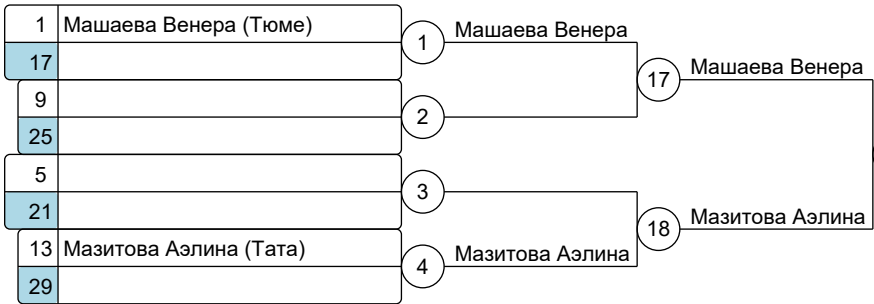 1 Машаева Венера (Тюме)
17
1 Машаева Венера
9
25
2
17 Машаева Венера
5
21
3
13 Мазитова Аэлина (Тата)
29
4 Мазитова Аэлина
18 Мазитова Аэлина